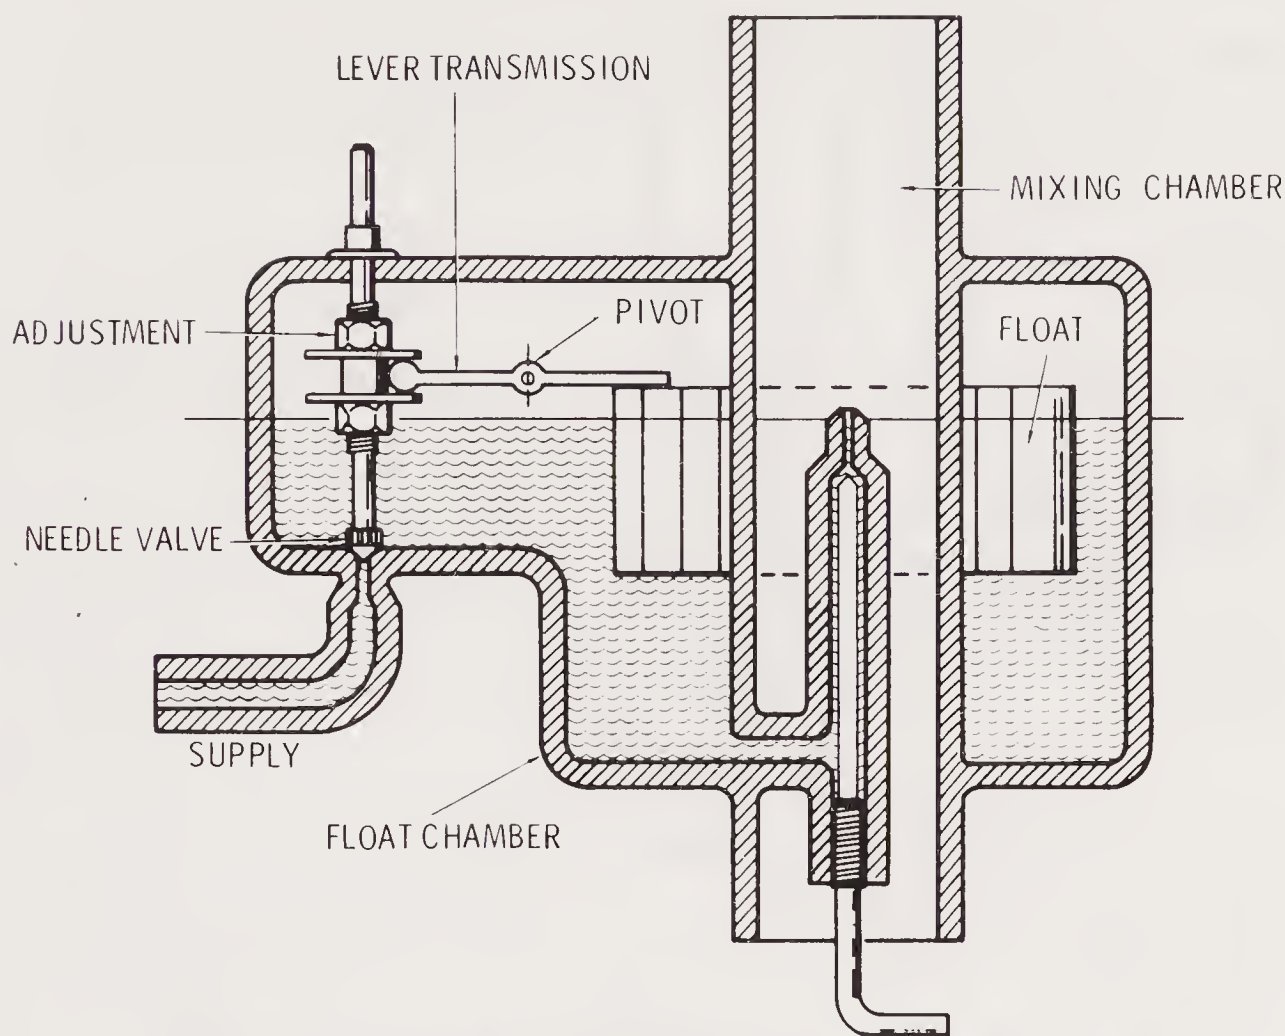 LEVER TRANSMISSION
MIXING CHAMBER
PIVOT
ADJUSTMENT
FLOAT
NEEDLE VALVE
SUPPLY
FLOAT CHAMBER